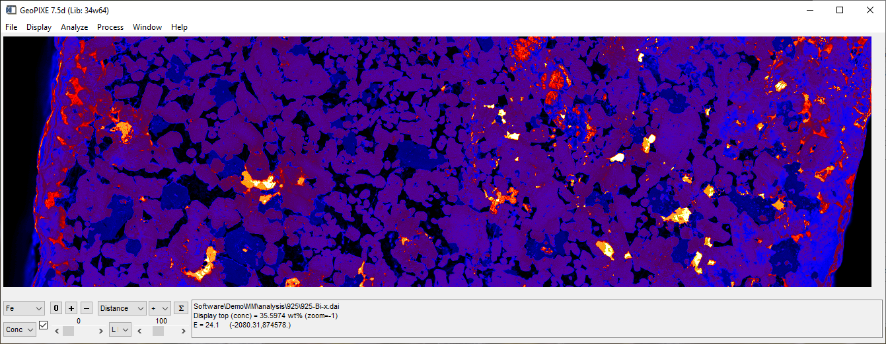 GeoPIXE 7.5d (Lib: 34w64)
File Display Analyze Process Window Help
Fe 0 + − Distance + Σ
Conc 0 L 100
Software\Demo\MM\analysis\925\925-Bi-x.dai
Display top (conc) = 35.5974 wt% (zoom=-1)
E = 24.1 (-2080.31,874578.)